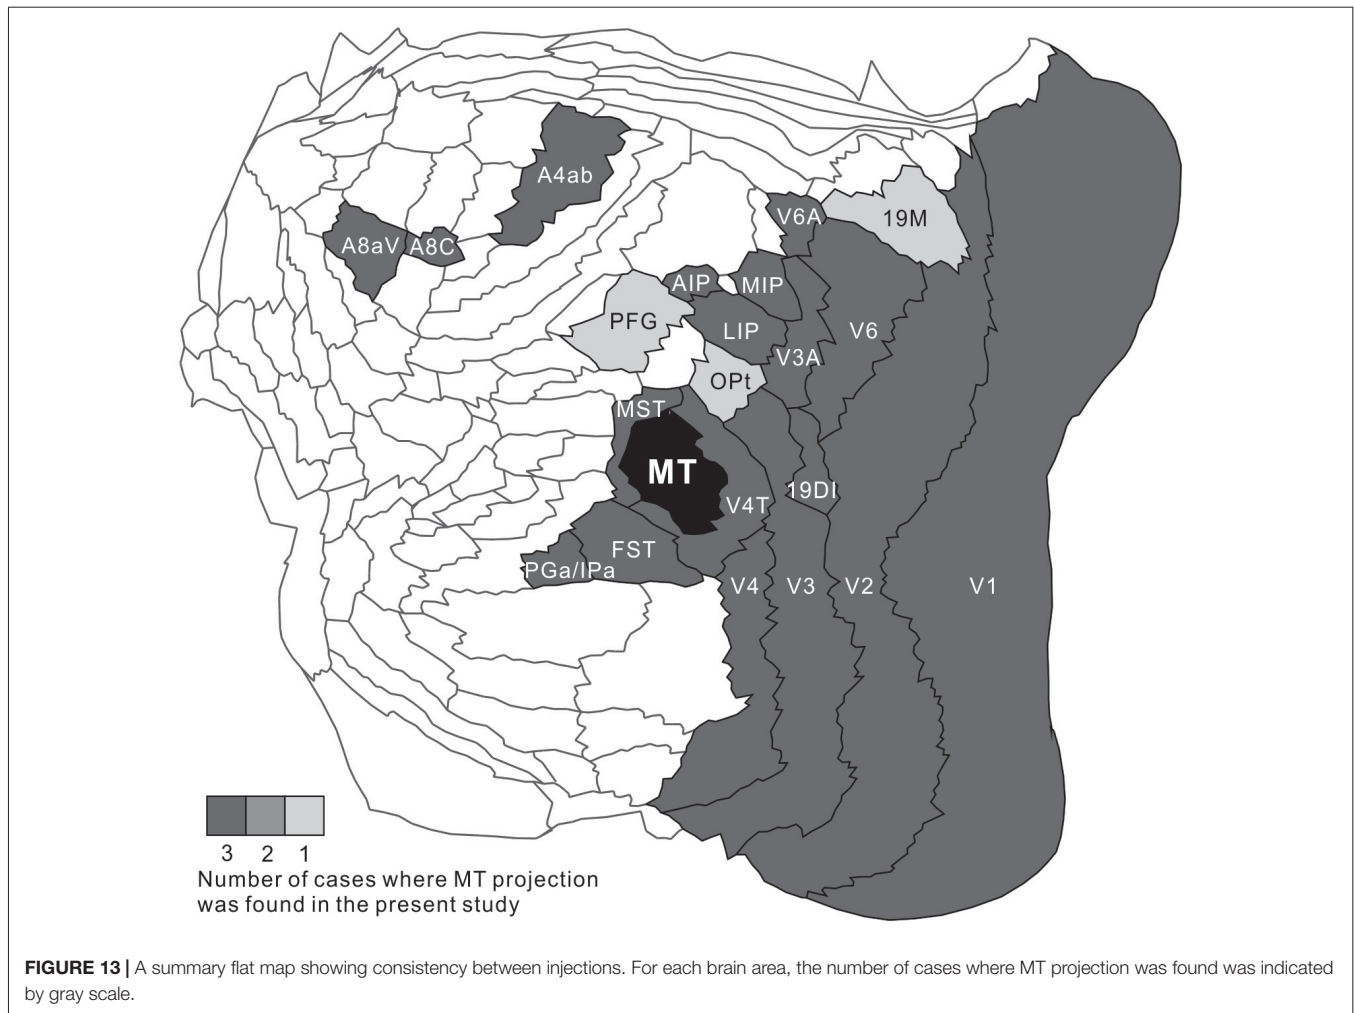 A4ab
V6A
19M
A8aV
A8C
AIP
MIP
PFG
LIP
V6
V3A
OPt
MST
MT
19DI
V4T
FST
PGa/IPa
V4
V3
V2
V1
3 2 1
Number of cases where MT projection
was found in the present study
FIGURE 13 | A summary flat map showing consistency between injections. For each brain area, the number of cases where MT projection was found was indicated
by gray scale.